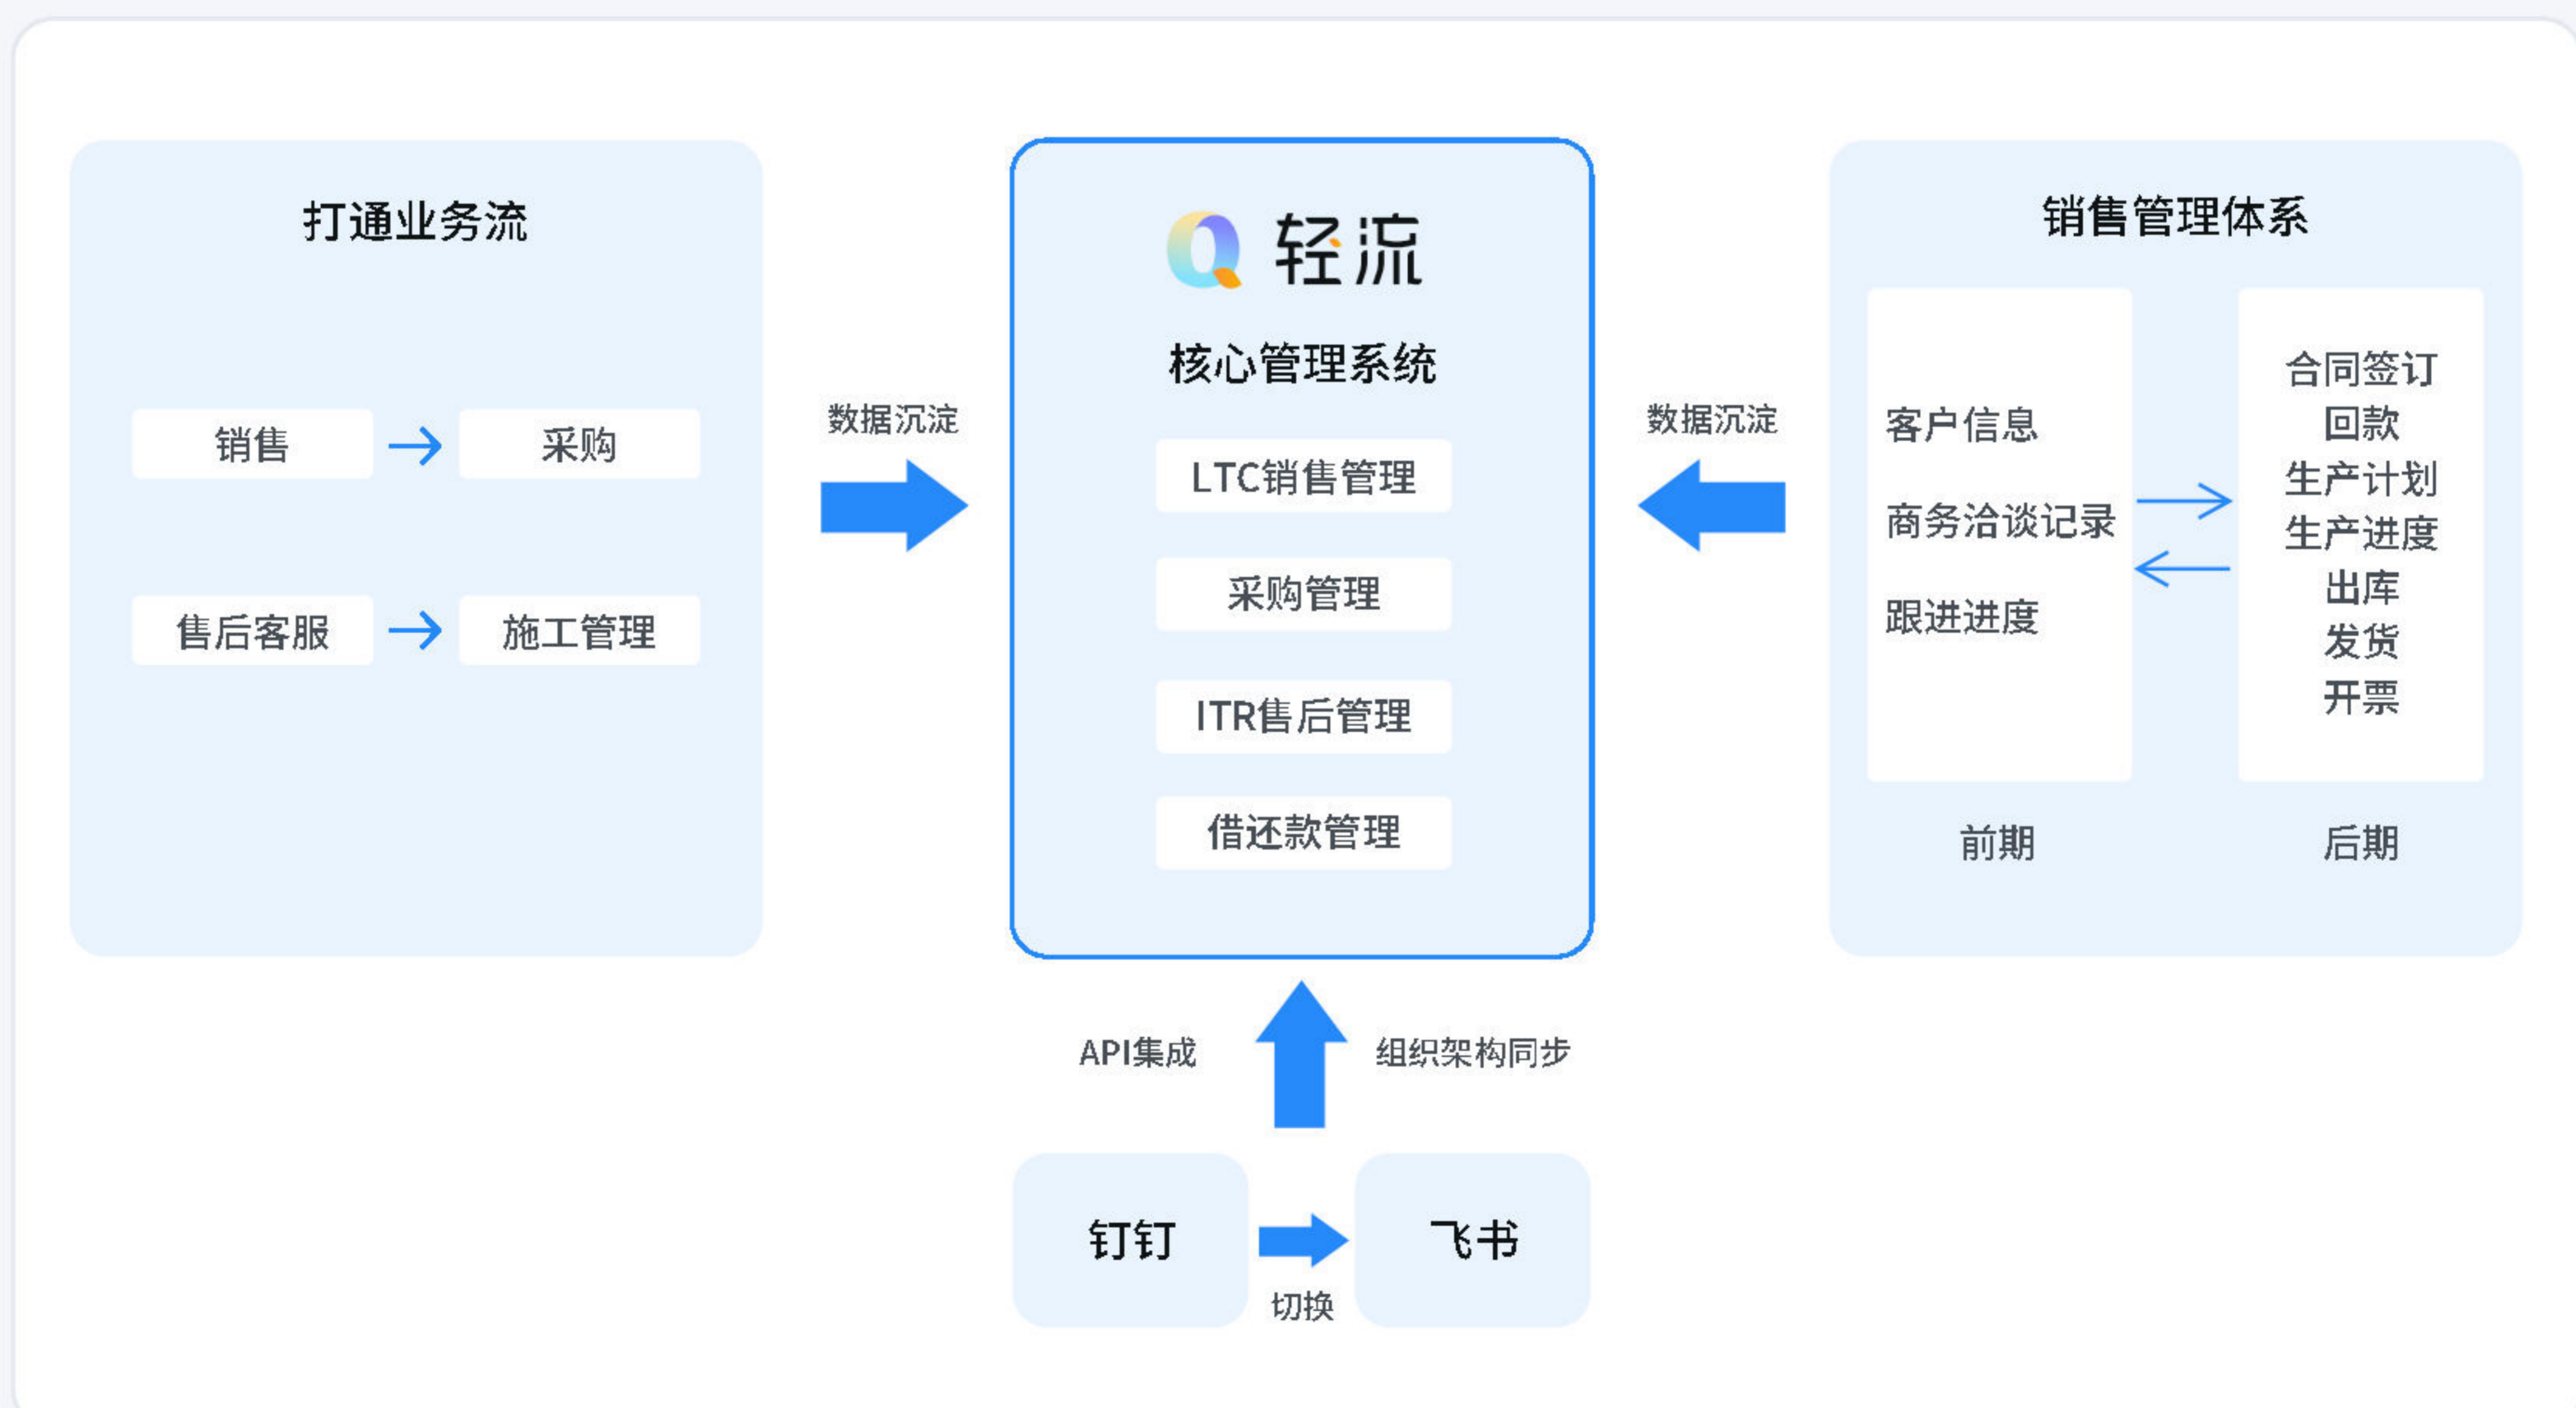 打通业务流
销售
采购
售后客服
施工管理
数据沉淀
轻流
核心管理系统
LTC销售管理
采购管理
ITR售后管理
借还款管理
数据沉淀
销售管理体系
客户信息
商务洽谈记录
跟进进度
前期
合同签订
回款
生产计划
生产进度
出库
发货
开票
后期
API集成
组织架构同步
钉钉
切换
飞书